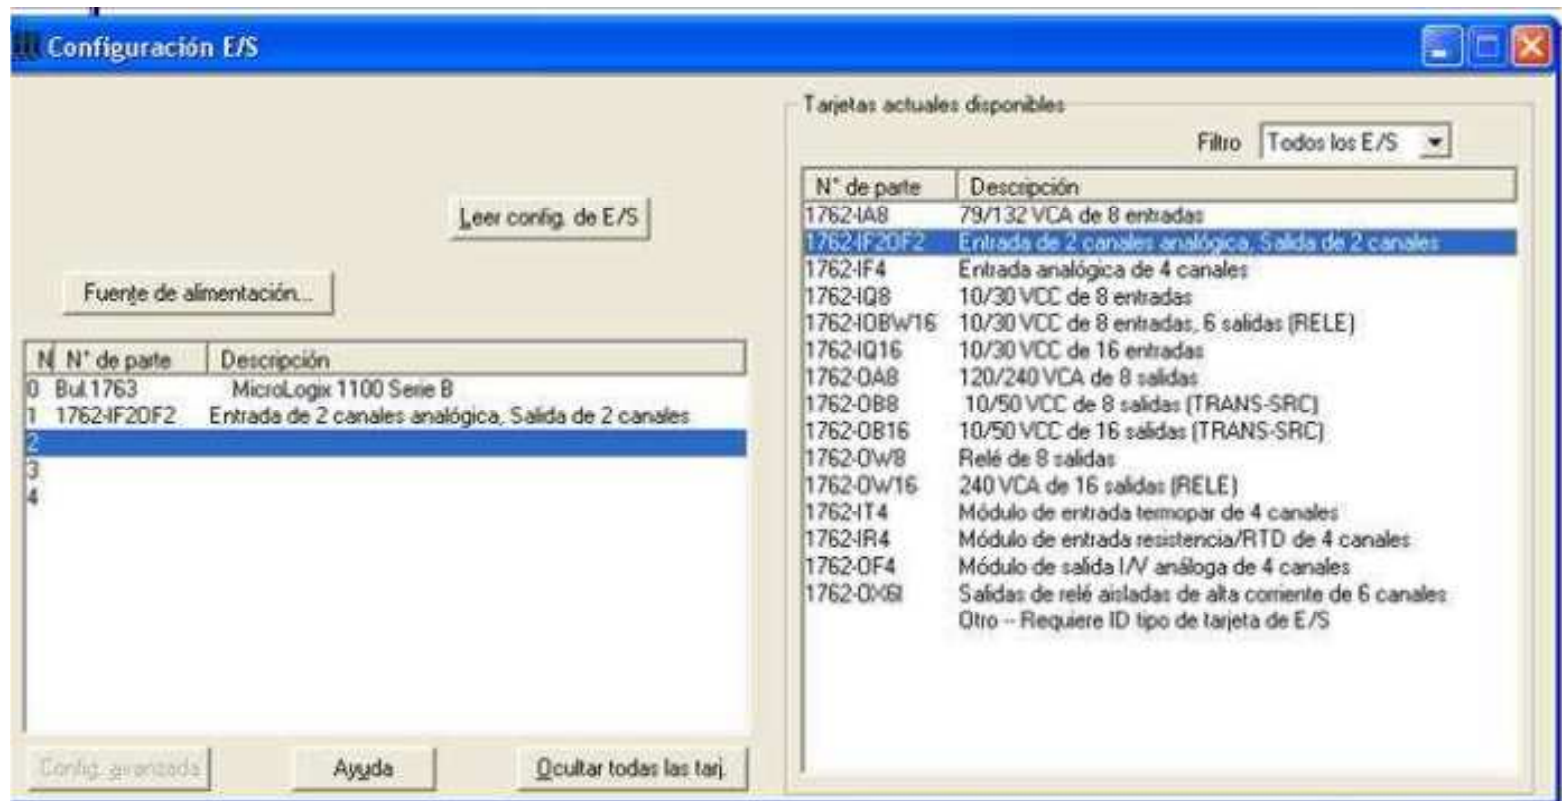 Configuración E/S
Leer config. de E/S
Fuente de alimentación...
N N° de parte Descripción
0 Bul.1763 MicroLogix 1100 Serie B
1 1762-IF2OF2 Entrada de 2 canales analógica, Salida de 2 canales
2
3
4
Config. avanzada
Ayuda
Ocultar todas las tarj.
Tarjetas actuales disponibles
Filtro Todos los E/S
N° de parte Descripción
1762-IA8 79/132 VCA de 8 entradas
1762-IF2OF2 Entrada de 2 canales analógica, Salida de 2 canales
1762-IF4 Entrada analógica de 4 canales
1762-IQ8 10/30 VCC de 8 entradas
1762-IQBW16 10/30 VCC de 8 entradas, 6 salidas (RELE)
1762-IQ16 10/30 VCC de 16 entradas
1762-OA8 120/240 VCA de 8 salidas
1762-OB8 10/50 VCC de 8 salidas (TRANS-SRC)
1762-OB16 10/50 VCC de 16 salidas (TRANS-SRC)
1762-OW8 Relé de 8 salidas
1762-OW16 240 VCA de 16 salidas (RELE)
1762-IT4 Módulo de entrada termopar de 4 canales
1762-IR4 Módulo de entrada resistencia/RTD de 4 canales
1762-OF4 Módulo de salida I/V análoga de 4 canales
1762-OX6I Salidas de relé aisladas de alta corriente de 6 canales
Otro -- Requiere ID tipo de tarjeta de E/S